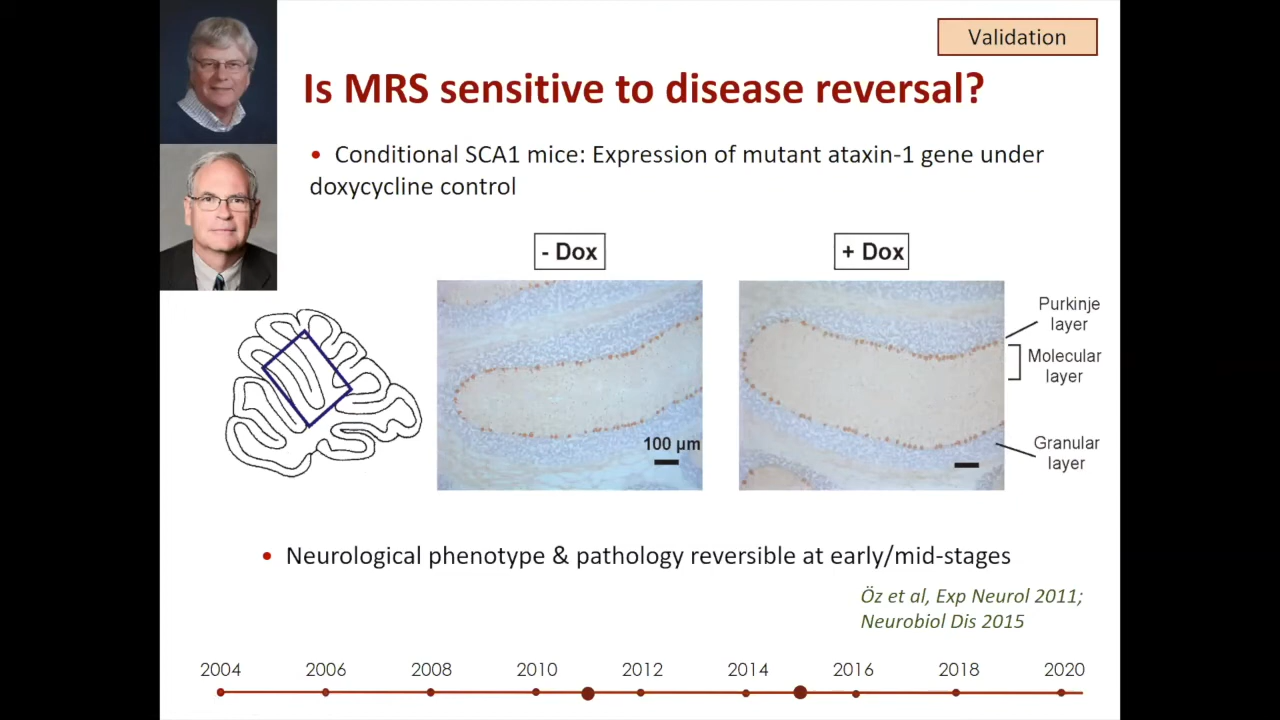 Validation
Is MRS sensitive to disease reversal?
• Conditional SCA1 mice: Expression of mutant ataxin-1 gene under
doxycycline control
- Dox
+ Dox
Purkinje
layer
Molecular
layer
100 µm
Granular
layer
• Neurological phenotype & pathology reversible at early/mid-stages
Öz et al, Exp Neurol 2011;
Neurobiol Dis 2015
2004 2006 2008 2010 2012 2014 2016 2018 2020